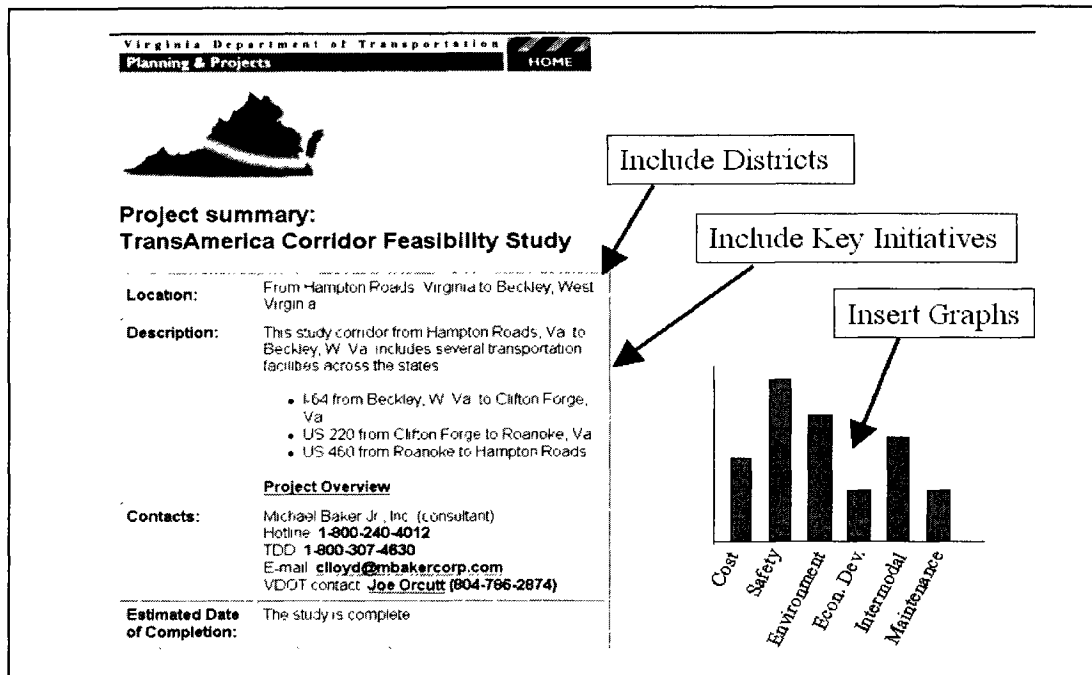 Virginia Department of Transportation
Planning & Projects
HOME
Include Districts
Project summary:
TransAmerica Corridor Feasibility Study
Include Key Initiatives
Location:
From Hampton Roads Virginia to Beckley, West
Virginia
Insert Graphs
Description:
This study corridor from Hampton Roads, Va to
Beckley, W Va includes several transportation
facilities across the states
• I-64 from Beckley, W Va to Clifton Forge,
Va
• US 220 from Clifton Forge to Roanoke, Va
• US 460 from Roanoke to Hampton Roads
Project Overview
Contacts:
Michael Baker Jr , Inc (consultant)
Hotline 1-800-240-4012
TDD 1-800-307-4630
E-mail clloyd@mbakercorp.com
VDOT contact Joe Orcutt (804-786-2874)
Estimated Date
of Completion:
The study is complete
Cost
Safety
Environment
Econ. Dev.
Intermodal
Maintenance